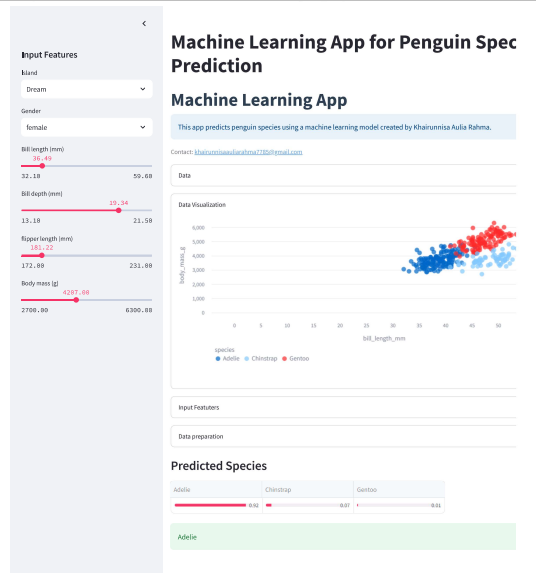 Input Features
Island
Dream
Gender
female
Bill length (mm)
36.49
32.10 59.60
Bill depth (mm)
19.34
13.10 21.50
flipper length (mm)
181.22
172.00 231.00
Body mass (g)
4207.00
2700.00 6300.00
Machine Learning App for Penguin Spec
Prediction
Machine Learning App
This app predicts penguin species using a machine learning model created by Khairunnisa Aulia Rahma.
Contact: khairunnisaauliarahma7785@gmail.com
Data
Data Visualization
6,000
5,000
4,000
3,000
2,000
1,000
0
body_mass_g
0 5 10 15 20 25 30 35 40 45 50
bill_length_mm
species
Adelie Chinstrap Gentoo
Input Featuters
Data preparation
Predicted Species
Adelie Chinstrap Gentoo
0.92 0.07 0.01
Adelie